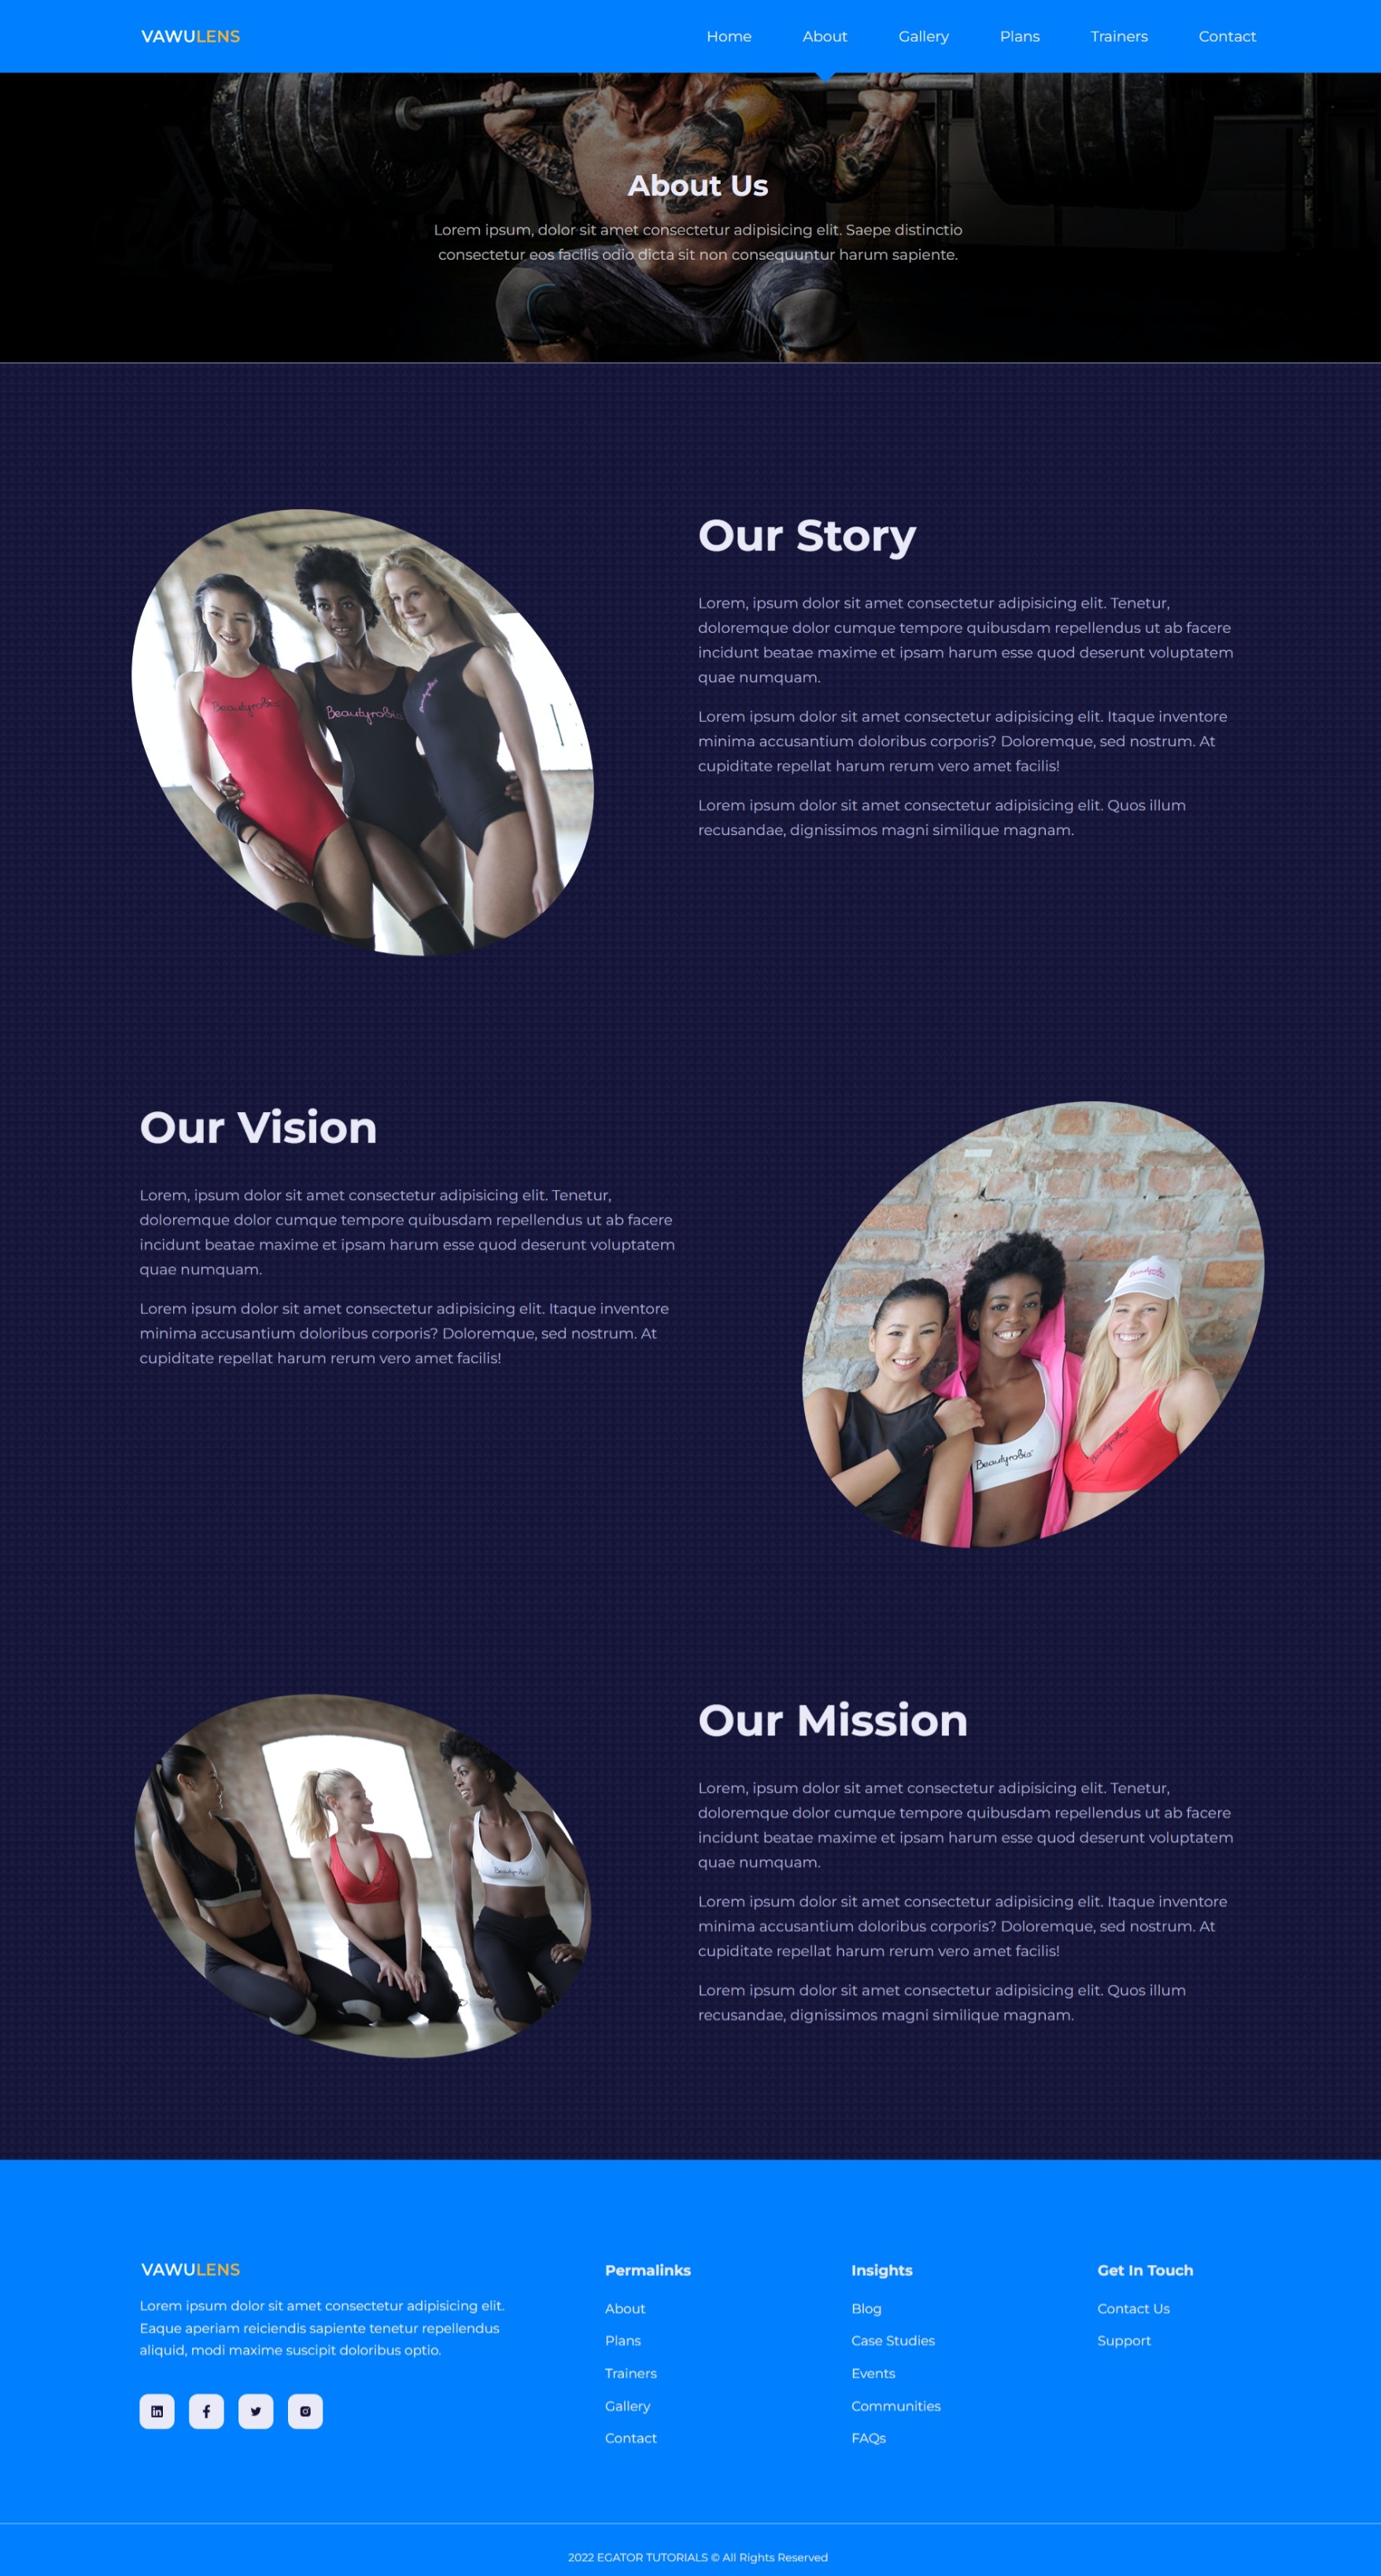 VAWULENS
Home About Gallery Plans Trainers Contact
About Us
Lorem ipsum, dolor sit amet consectetur adipisicing elit. Saepe distinctio
consectetur eos facilis odio dicta sit non consequuntur harum sapiente.
Beautyrobic
Beautyrobic
Our Story
Lorem, ipsum dolor sit amet consectetur adipisicing elit. Tenetur,
doloremque dolor cumque tempore quibusdam repellendus ut ab facere
incidunt beatae maxime et ipsam harum esse quod deserunt voluptatem
quae numquam.
Lorem ipsum dolor sit amet consectetur adipisicing elit. Itaque inventore
minima accusantium doloribus corporis? Doloremque, sed nostrum. At
cupiditate repellat harum rerum vero amet facilis!
Lorem ipsum dolor sit amet consectetur adipisicing elit. Quos illum
recusandae, dignissimos magni similique magnam.
Our Vision
Lorem, ipsum dolor sit amet consectetur adipisicing elit. Tenetur,
doloremque dolor cumque tempore quibusdam repellendus ut ab facere
incidunt beatae maxime et ipsam harum esse quod deserunt voluptatem
quae numquam.
Lorem ipsum dolor sit amet consectetur adipisicing elit. Itaque inventore
minima accusantium doloribus corporis? Doloremque, sed nostrum. At
cupiditate repellat harum rerum vero amet facilis!
Beautyrobic
Beautyrobic
Our Mission
Lorem, ipsum dolor sit amet consectetur adipisicing elit. Tenetur,
doloremque dolor cumque tempore quibusdam repellendus ut ab facere
incidunt beatae maxime et ipsam harum esse quod deserunt voluptatem
quae numquam.
Lorem ipsum dolor sit amet consectetur adipisicing elit. Itaque inventore
minima accusantium doloribus corporis? Doloremque, sed nostrum. At
cupiditate repellat harum rerum vero amet facilis!
Lorem ipsum dolor sit amet consectetur adipisicing elit. Quos illum
recusandae, dignissimos magni similique magnam.
VAWULENS
Lorem ipsum dolor sit amet consectetur adipisicing elit.
Eaque aperiam reiciendis sapiente tenetur repellendus
aliquid, modi maxime suscipit doloribus optio.
Permalinks
About
Plans
Trainers
Gallery
Contact
Insights
Blog
Case Studies
Events
Communities
FAQs
Get In Touch
Contact Us
Support
2022 EGATOR TUTORIALS © All Rights Reserved